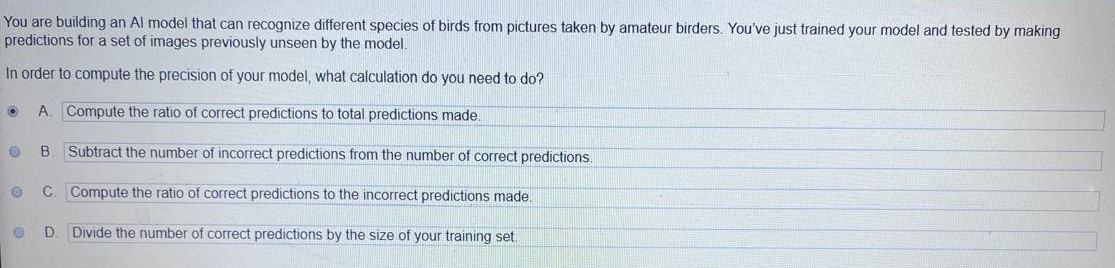 You are building an AI model that can recognize different species of birds from pictures taken by amateur birders. You've just trained your model and tested by making
predictions for a set of images previously unseen by the model.
In order to compute the precision of your model, what calculation do you need to do?
A. Compute the ratio of correct predictions to total predictions made.
B. Subtract the number of incorrect predictions from the number of correct predictions.
C. Compute the ratio of correct predictions to the incorrect predictions made.
D. Divide the number of correct predictions by the size of your training set.